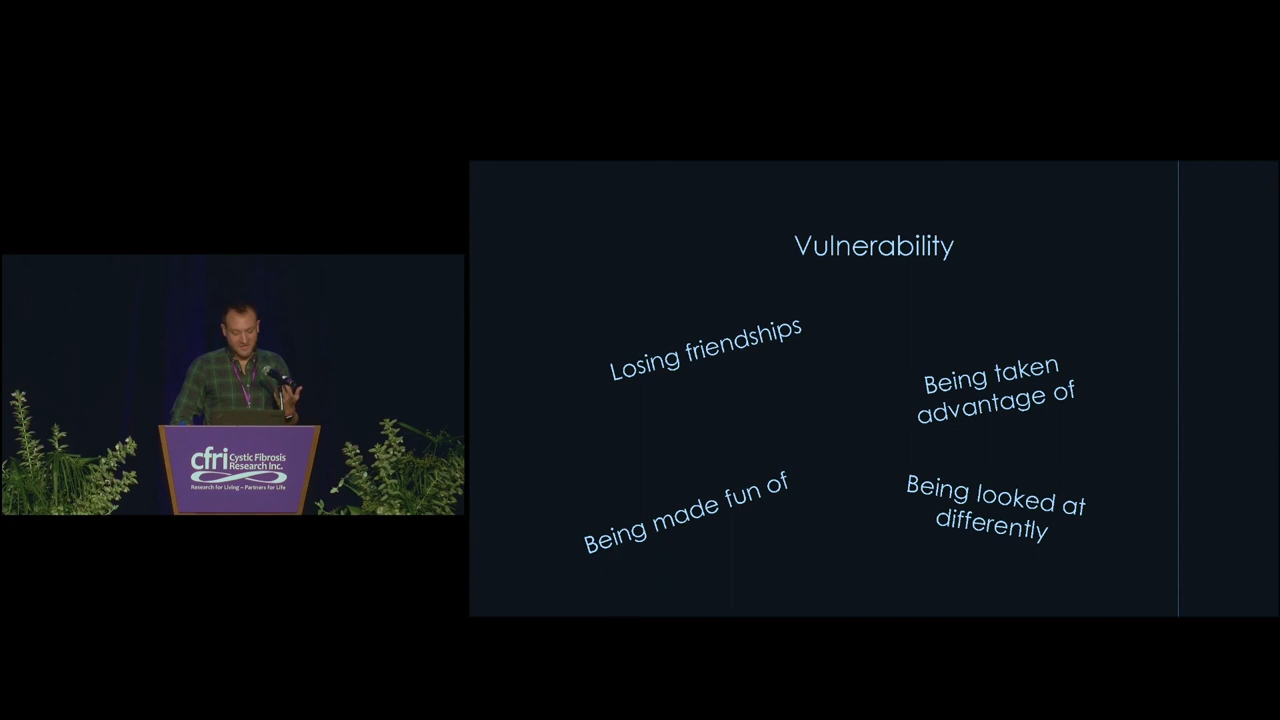 Vulnerability
Losing friendships
Being taken
advantage of
Being made fun of
Being looked at
differently
cfri Cystic Fibrosis
Research Inc.
Research for Living ~ Partners for Life